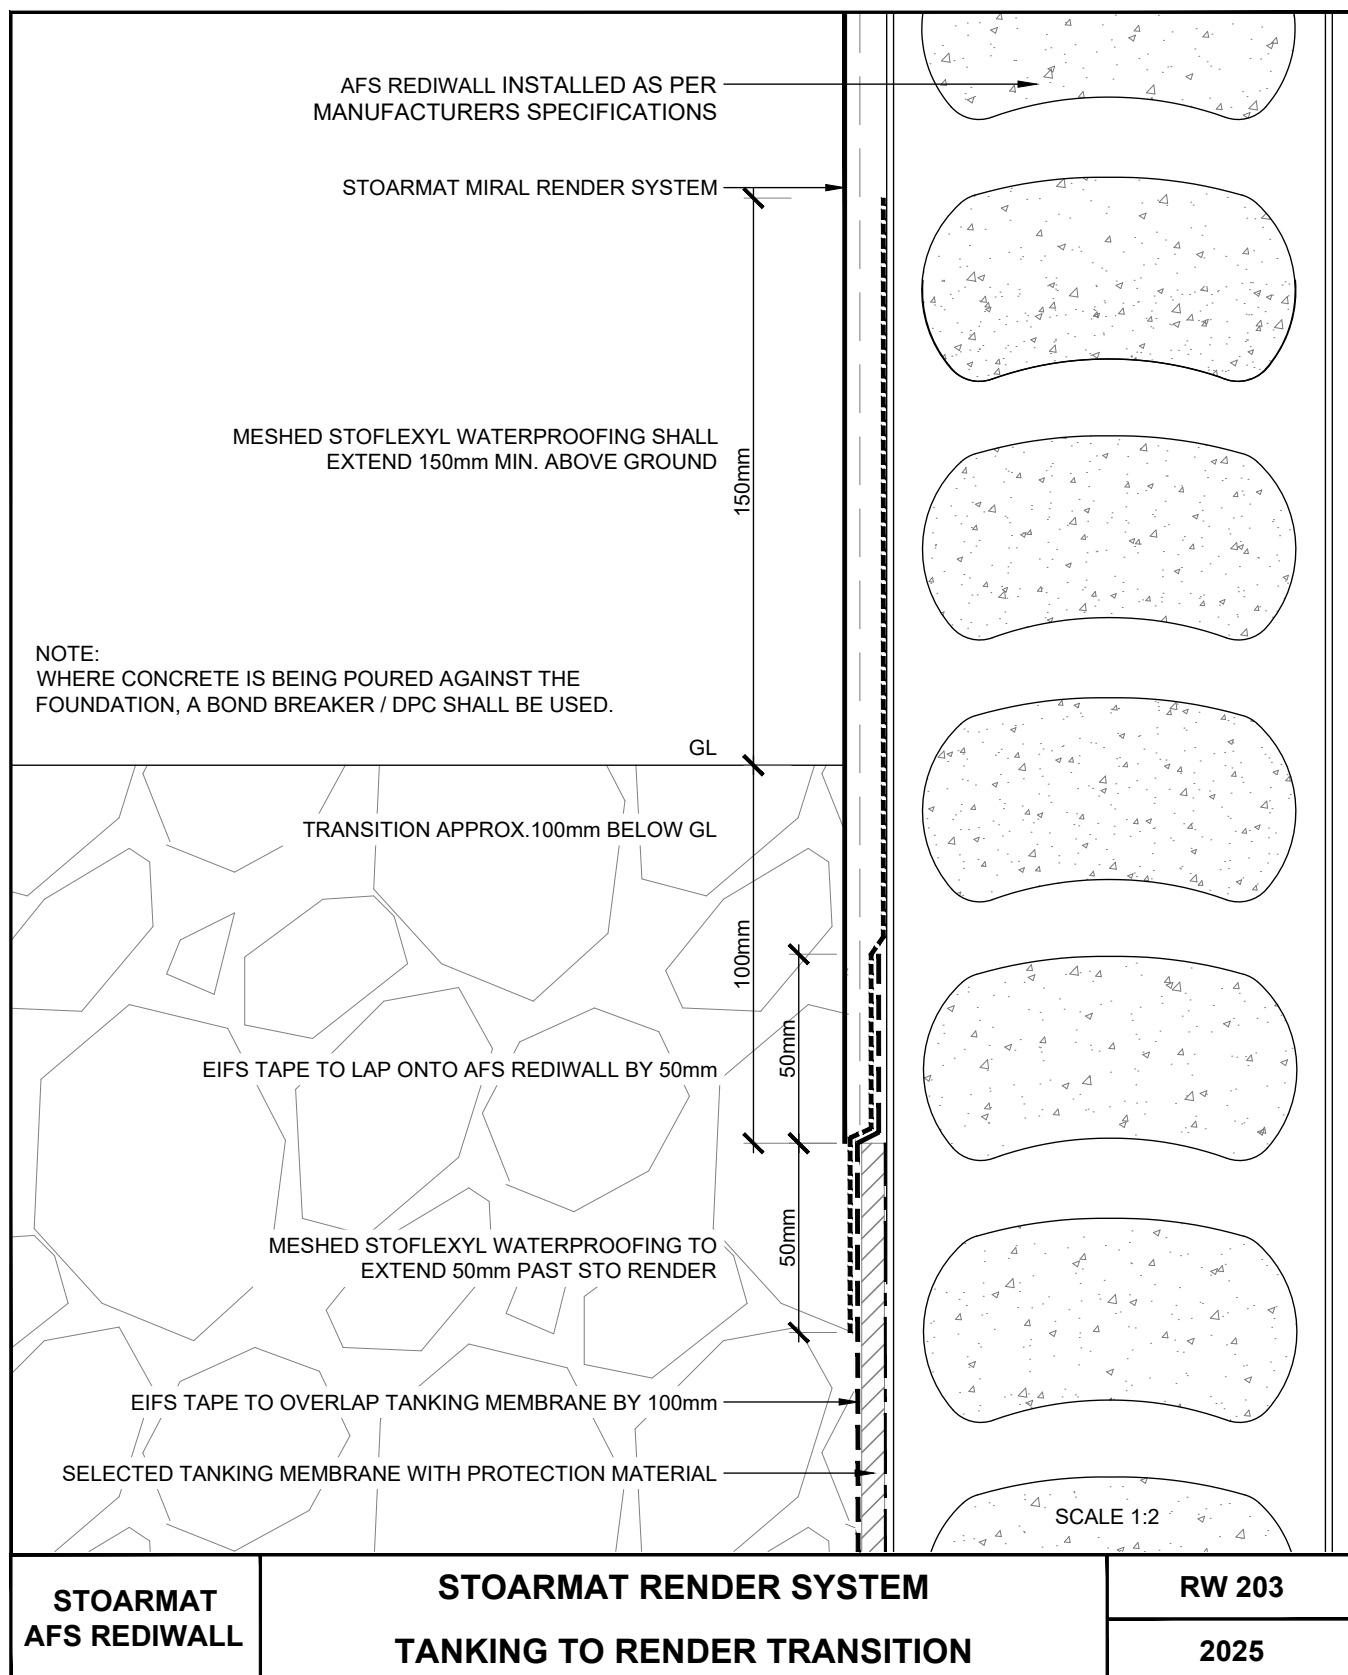 AFS REDIWALL INSTALLED AS PER
MANUFACTURERS SPECIFICATIONS
STOARMAT MIRAL RENDER SYSTEM
MESHED STOFLEXYL WATERPROOFING SHALL
EXTEND 150mm MIN. ABOVE GROUND
150mm
NOTE:
WHERE CONCRETE IS BEING POURED AGAINST THE
FOUNDATION, A BOND BREAKER / DPC SHALL BE USED.
GL
TRANSITION APPROX.100mm BELOW GL
100mm
EIFS TAPE TO LAP ONTO AFS REDIWALL BY 50mm
50mm
MESHED STOFLEXYL WATERPROOFING TO
EXTEND 50mm PAST STO RENDER
50mm
EIFS TAPE TO OVERLAP TANKING MEMBRANE BY 100mm
SELECTED TANKING MEMBRANE WITH PROTECTION MATERIAL
SCALE 1:2
STOARMAT
AFS REDIWALL
STOARMAT RENDER SYSTEM
TANKING TO RENDER TRANSITION
RW 203
2025